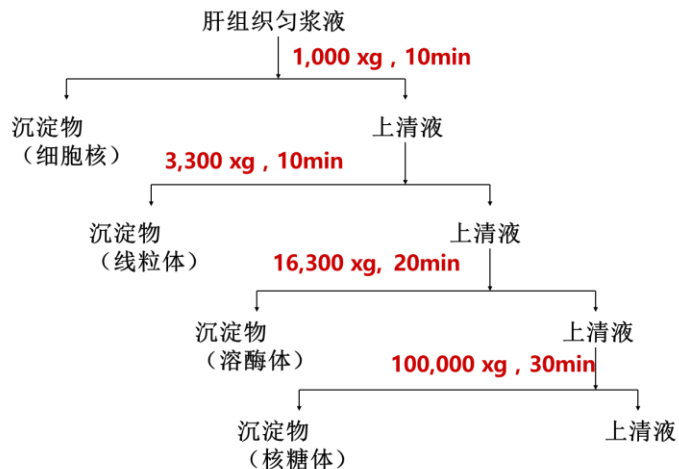 肝组织匀浆液
1,000 xg , 10min
沉淀物
（细胞核）
上清液
3,300 xg , 10min
沉淀物
（线粒体）
上清液
16,300 xg, 20min
沉淀物
（溶酶体）
上清液
100,000 xg , 30min
沉淀物
（核糖体）
上清液